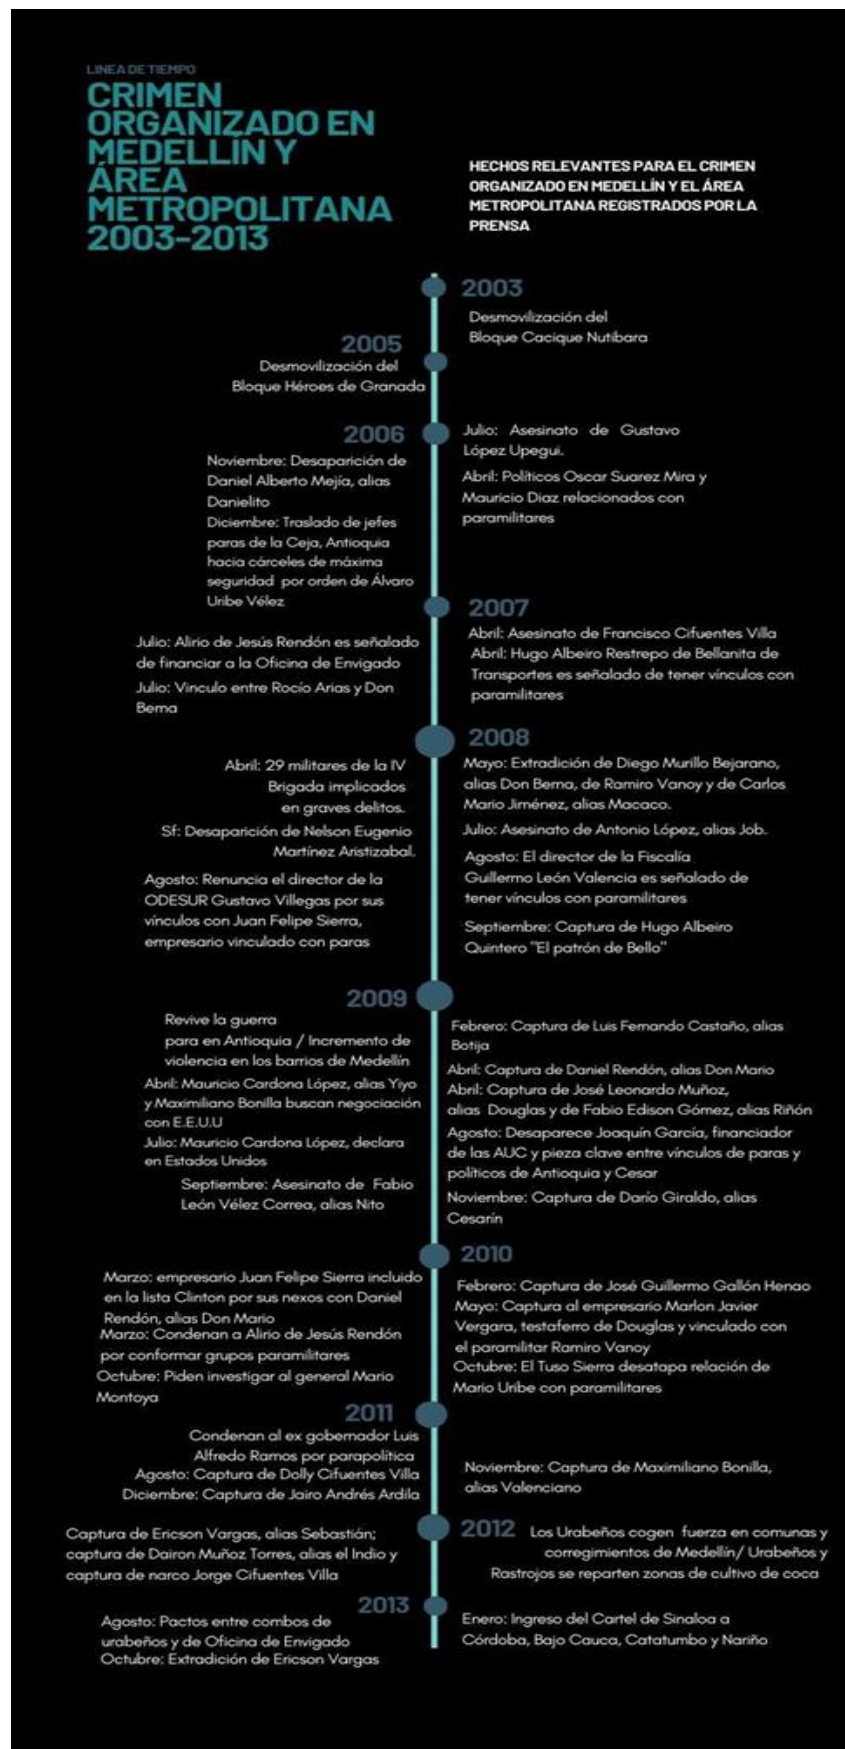 LINEA DE TIEMPO
CRIMEN
ORGANIZADO EN
MEDELLÍN Y
ÁREA
METROPOLITANA
2003-2013
HECHOS RELEVANTES PARA EL CRIMEN
ORGANIZADO EN MEDELLÍN Y EL ÁREA
METROPOLITANA REGISTRADOS POR LA
PRENSA
2003
Desmovilización del
Bloque Cacique Nutibara
2005
Desmovilización del
Bloque Héroes de Granada
2006
Noviembre: Desaparición de
Daniel Alberto Mejía, alias
Danielito
Diciembre: Traslado de jefes
paras de la Ceja, Antioquia
hacia cárceles de máxima
seguridad por orden de Álvaro
Uribe Vélez
Julio: Asesinato de Gustavo
López Upegui.
Abril: Políticos Oscar Suarez Mira y
Mauricio Diaz relacionados con
paramilitares
2007
Julio: Alirio de Jesús Rendón es señalado
de financiar a la Oficina de Envigado
Julio: Vinculo entre Rocío Arias y Don
Berna
Abril: Asesinato de Francisco Cifuentes Villa
Abril: Hugo Albeiro Restrepo de Bellanita de
Transportes es señalado de tener vínculos con
paramilitares
2008
Abril: 29 militares de la IV
Brigada implicados
en graves delitos.
Sf: Desaparición de Nelson Eugenio
Martínez Aristizabal.
Agosto: Renuncia el director de la
ODESUR Gustavo Villegas por sus
vínculos con Juan Felipe Sierra,
empresario vinculado con paras
Mayo: Extradición de Diego Murillo Bejarano,
alias Don Berna, de Ramiro Vanoy y de Carlos
Mario Jiménez, alias Macaco.
Julio: Asesinato de Antonio López, alias Job.
Agosto: El director de la Fiscalía
Guillermo León Valencia es señalado de
tener vínculos con paramilitares
Septiembre: Captura de Hugo Albeiro
Quintero "El patrón de Bello"
2009
Revive la guerra
para en Antioquia / Incremento de
violencia en los barrios de Medellín
Abril: Mauricio Cardona López, alias Yiyo
y Maximiliano Bonilla buscan negociación
con E.E.U.U
Julio: Mauricio Cardona López, declara
en Estados Unidos
Septiembre: Asesinato de Fabio
León Vélez Correa, alias Nito
Febrero: Captura de Luis Fernando Castaño, alias
Botija
Abril: Captura de Daniel Rendón, alias Don Mario
Abril: Captura de José Leonardo Muñoz,
alias Douglas y de Fabio Edison Gómez, alias Riñón
Agosto: Desaparece Joaquín García, financiador
de las AUC y pieza clave entre vínculos de paras y
políticos de Antioquia y Cesar
Noviembre: Captura de Darío Giraldo, alias
Cesarín
2010
Marzo: empresario Juan Felipe Sierra incluido
en la lista Clinton por sus nexos con Daniel
Rendón, alias Don Mario
Marzo: Condenan a Alirio de Jesús Rendón
por conformar grupos paramilitares
Octubre: Piden investigar al general Mario
Montoya
Febrero: Captura de José Guillermo Gallón Henao
Mayo: Captura al empresario Marlon Javier
Vergara, testaferro de Douglas y vinculado con
el paramilitar Ramiro Vanoy
Octubre: El Tuso Sierra desatapa relación de
Mario Uribe con paramilitares
2011
Condenan al ex gobernador Luis
Alfredo Ramos por parapolítica
Agosto: Captura de Dolly Cifuentes Villa
Diciembre: Captura de Jairo Andrés Ardila
Noviembre: Captura de Maximiliano Bonilla,
alias Valenciano
2012
Captura de Ericson Vargas, alias Sebastián;
captura de Dairon Muñoz Torres, alias el Indio y
captura de narco Jorge Cifuentes Villa
Los Urabeños cogen fuerza en comunas y
corregimientos de Medellín/ Urabeños y
Rastrojos se reparten zonas de cultivo de coca
2013
Agosto: Pactos entre combos de
urabeños y de Oficina de Envigado
Octubre: Extradición de Ericson Vargas
Enero: Ingreso del Cartel de Sinaloa a
Córdoba, Bajo Cauca, Catatumbo y Nariño